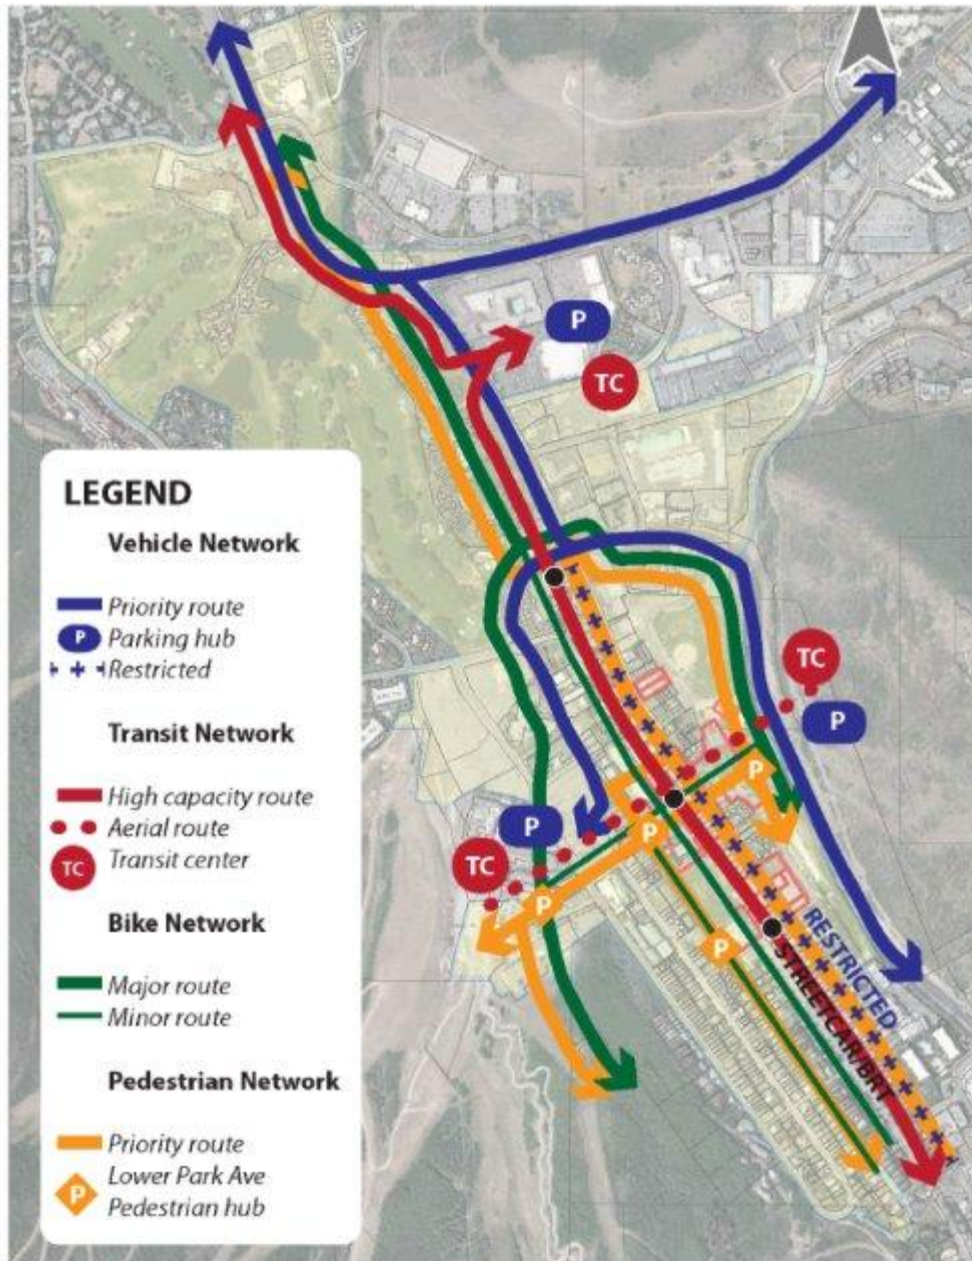 P
TC
LEGEND
Vehicle Network
Priority route
P Parking hub
Restricted
Transit Network
High capacity route
Aerial route
TC Transit center
Bike Network
Major route
Minor route
Pedestrian Network
Priority route
P Lower Park Ave
Pedestrian hub
TC
P
P
P
P
TC
P
P
RESTRICTED
STREETCAR/BRT